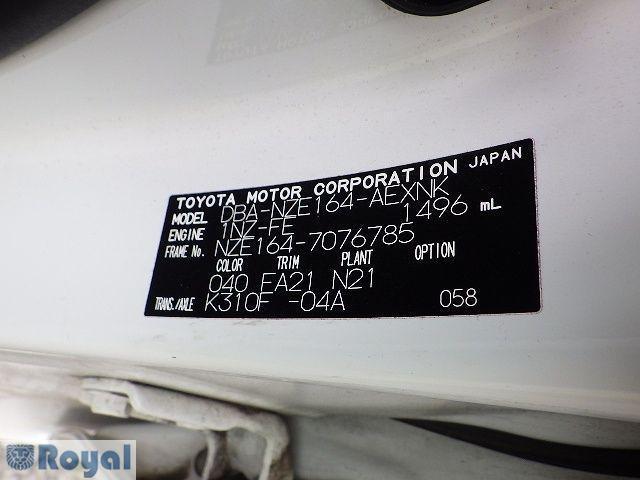 TOYOTA MOTOR CORPORATION JAPAN
MODEL DBA-NZE164-AEXNK
ENGINE 1NZ-FE 1496 mL
FRAME No. NZE164-7076785
COLOR TRIM PLANT OPTION
040 FA21 N21
TRANS./AXLE K310F -04A 058
Royal